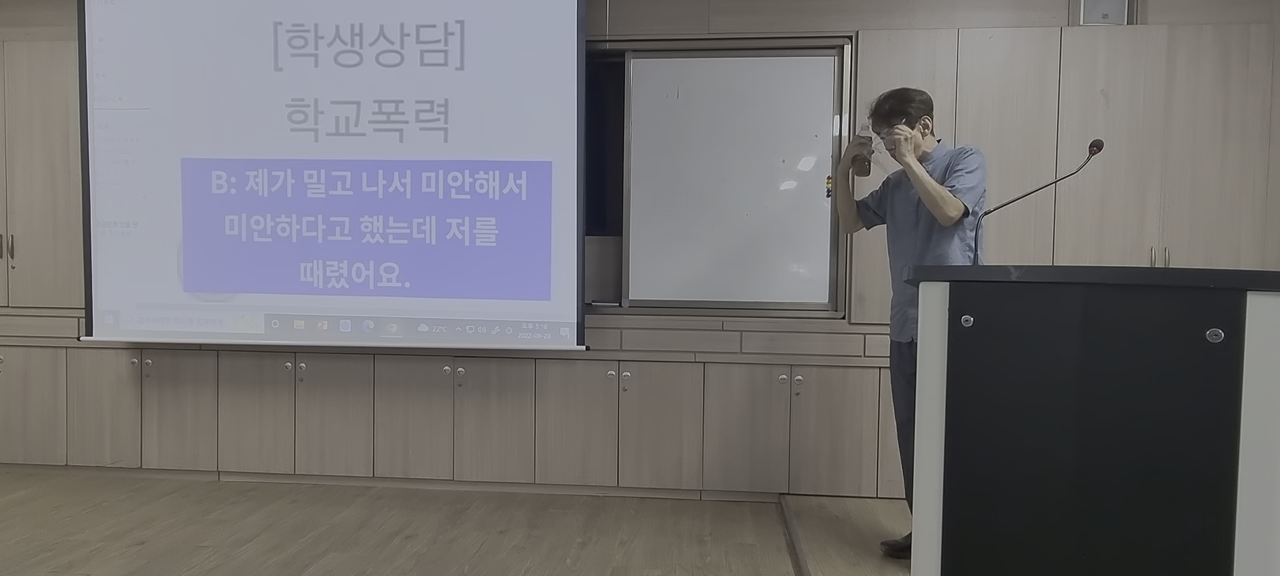 [학생상담]
학교폭력
B: 제가 밀고 나서 미안해서
미안하다고 했는데 저를
때렸어요.
22°C